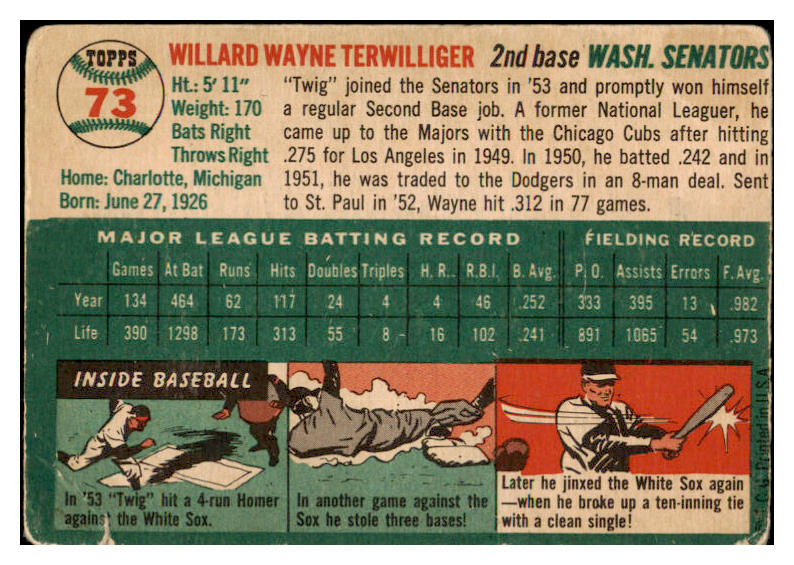 TOPPS
73
WILLARD WAYNE TERWILLIGER 2nd base WASH. SENATORS
Ht.: 5' 11"
Weight: 170
Bats Right
Throws Right
Home: Charlotte, Michigan
Born: June 27, 1926
"Twig" joined the Senators in '53 and promptly won himself
a regular Second Base job. A former National Leaguer, he
came up to the Majors with the Chicago Cubs after hitting
.275 for Los Angeles in 1949. In 1950, he batted .242 and in
1951, he was traded to the Dodgers in an 8-man deal. Sent
to St. Paul in '52, Wayne hit .312 in 77 games.
MAJOR LEAGUE BATTING RECORD FIELDING RECORD
Games At Bat Runs Hits Doubles Triples H. R. R.B.I. B. Avg. P. O. Assists Errors F. Avg.
Year 134 464 62 117 24 4 4 46 .252 333 395 13 .982
Life 390 1298 173 313 55 8 16 102 .241 891 1065 54 .973
INSIDE BASEBALL
In '53 "Twig" hit a 4-run Homer
against the White Sox.
In another game against the
Sox he stole three bases!
Later he jinxed the White Sox again
—when he broke up a ten-inning tie
with a clean single!
T.C.G. Printed in U.S.A.